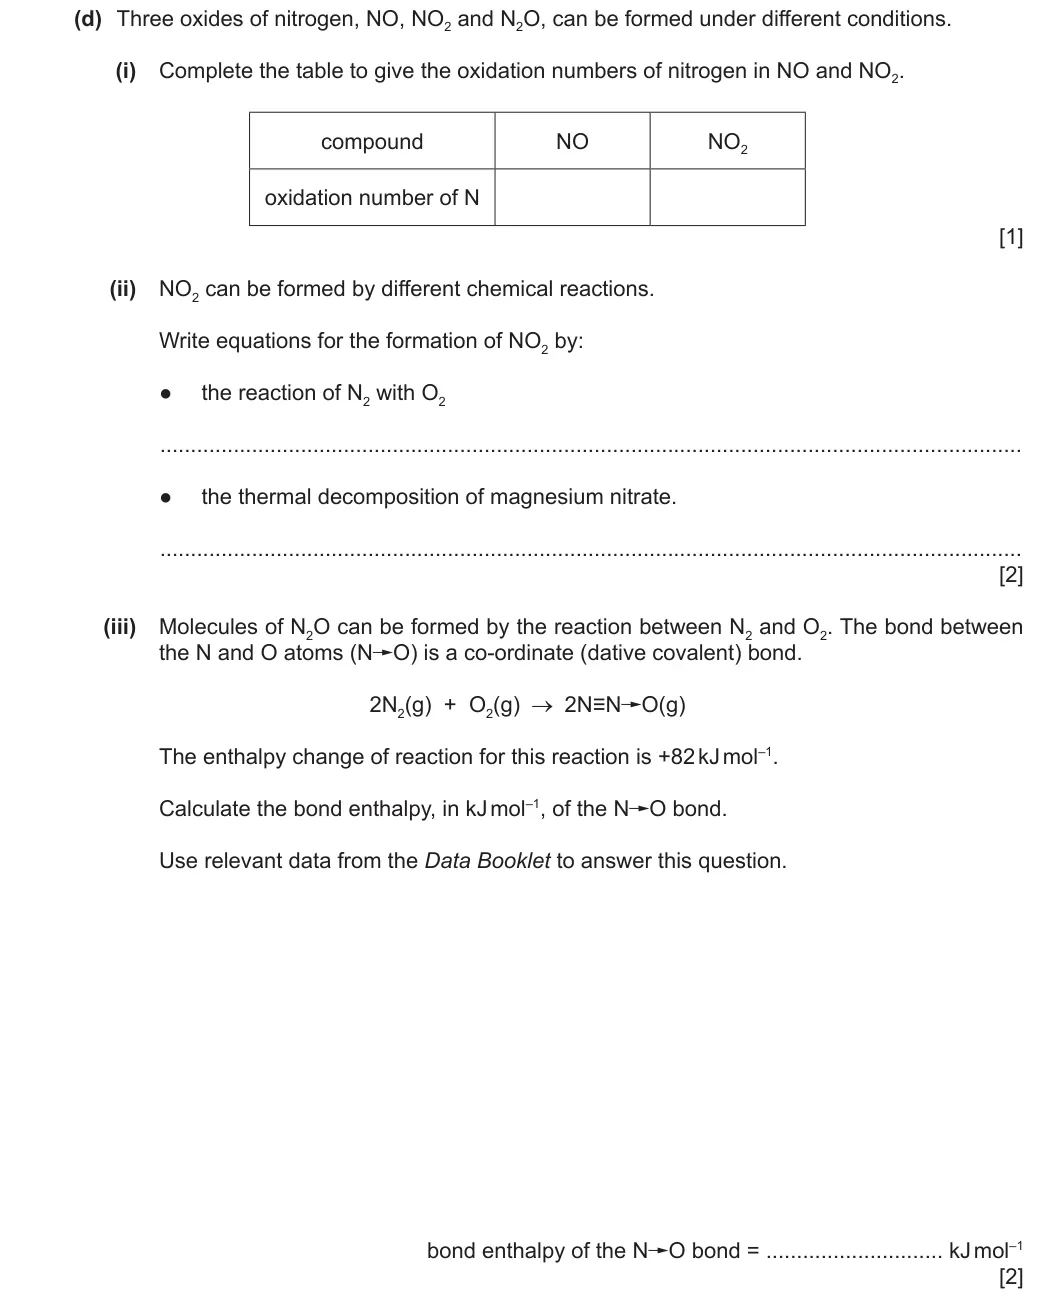 (d) Three oxides of nitrogen, NO, NO₂ and N₂O, can be formed under different conditions.
(i) Complete the table to give the oxidation numbers of nitrogen in NO and NO₂.
compound NO NO₂
oxidation number of N
[1]
(ii) NO₂ can be formed by different chemical reactions.
Write equations for the formation of NO₂ by:
● the reaction of N₂ with O₂
................................................................................................................................................
● the thermal decomposition of magnesium nitrate.
................................................................................................................................................
[2]
(iii) Molecules of N₂O can be formed by the reaction between N₂ and O₂. The bond between
the N and O atoms (N→O) is a co-ordinate (dative covalent) bond.
2N₂(g) + O₂(g) → 2N≡N→O(g)
The enthalpy change of reaction for this reaction is +82 kJ mol⁻¹.
Calculate the bond enthalpy, in kJ mol⁻¹, of the N→O bond.
Use relevant data from the Data Booklet to answer this question.
bond enthalpy of the N→O bond = ............................. kJ mol⁻¹
[2]